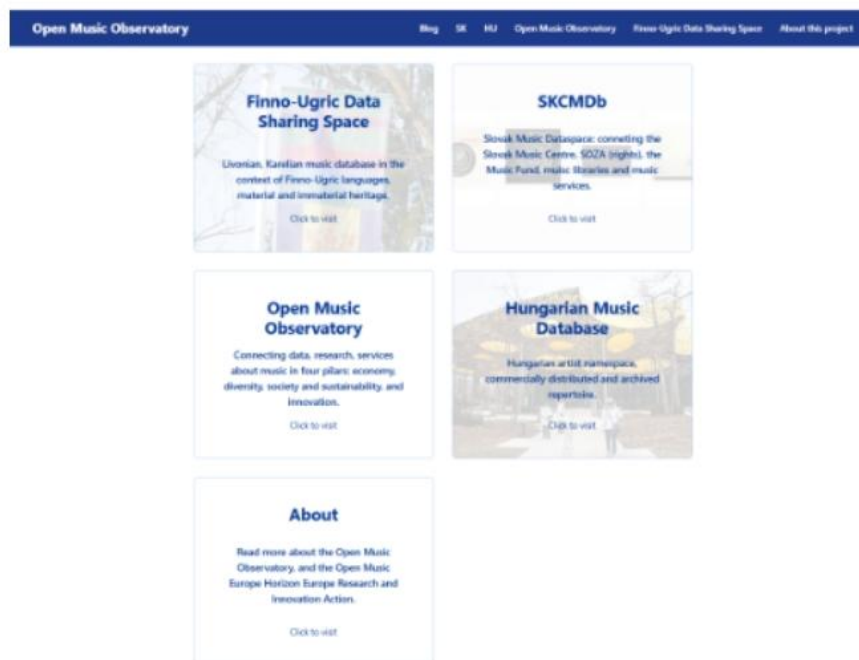 Open Music Observatory
Blog SK HU Open Music Observatory Finno-Ugric Data Sharing Space About this project
Finno-Ugric Data
Sharing Space
Livonian, Karelian music database in the
context of Finno-Ugric languages,
material and immaterial heritage.
Click to visit
SKCMDb
Slovak Music Dataspace: conneting the
Slovak Music Centre, SOZA (rights), the
Music Fund, music libraries and music
services.
Click to visit
Open Music
Observatory
Connecting data, research, services
about music in four pilars: economy,
diversity, society and sustainability, and
innovation.
Click to visit
Hungarian Music
Database
Hungarian artist namespace,
commercially distributed and archived
repertoire.
Click to visit
About
Read more about the Open Music
Observatory, and the Open Music
Europe Horizon Europe Research and
Innovation Action.
Click to visit